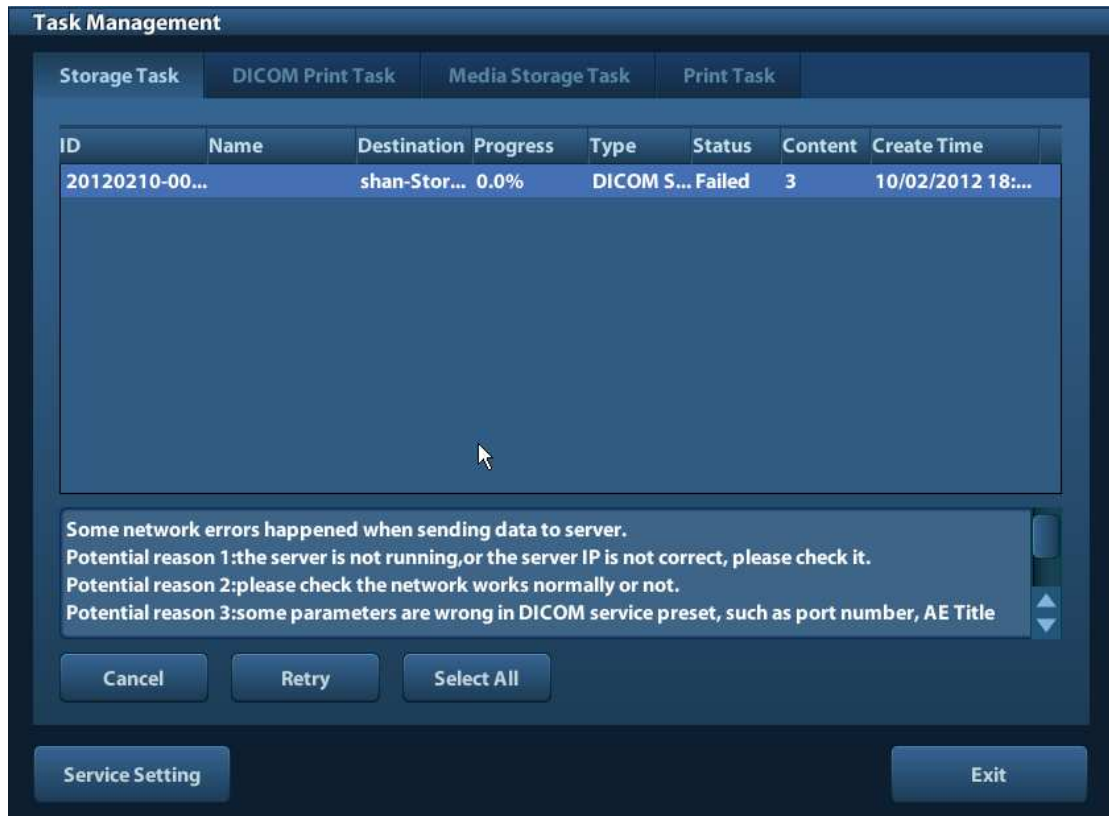 Task Management
Storage Task DICOM Print Task Media Storage Task Print Task
ID Name Destination Progress Type Status Content Create Time
20120210-00... shan-Stor... 0.0% DICOM S... Failed 3 10/02/2012 18:...
Some network errors happened when sending data to server.
Potential reason 1:the server is not running,or the server IP is not correct, please check it.
Potential reason 2:please check the network works normally or not.
Potential reason 3:some parameters are wrong in DICOM service preset, such as port number, AE Title
Cancel Retry Select All
Service Setting Exit